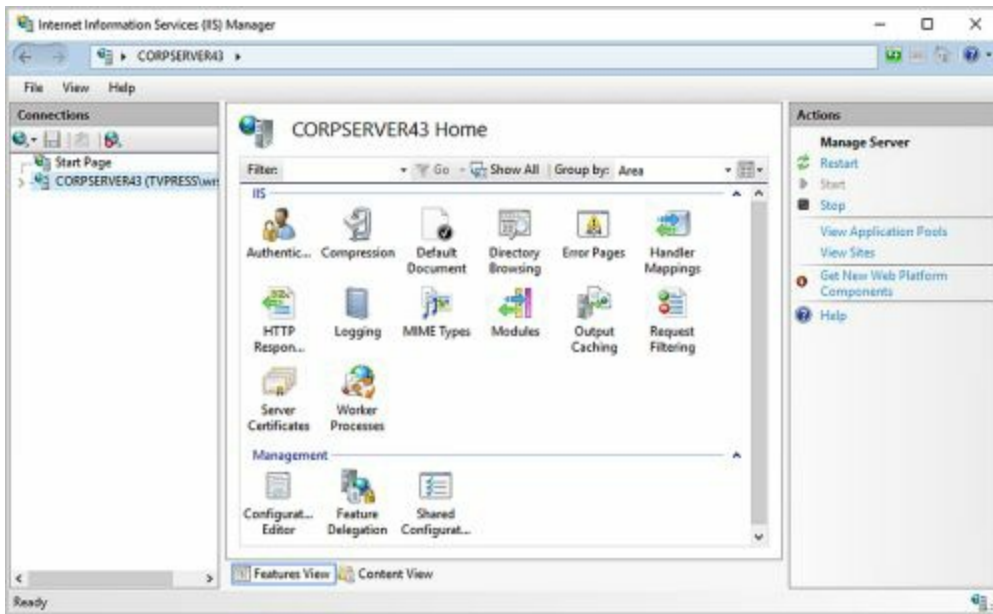 Internet Information Services (IIS) Manager
CORPSERVER43
File View Help
Connections
Start Page
CORPSERVER43 (TVPRESS\
CORPSERVER43 Home
Filter: Go Show All Group by: Area
IIS
Authentic... Compression Default Document Directory Browsing Error Pages Handler Mappings
HTTP Respon... Logging MIME Types Modules Output Caching Request Filtering
Server Certificates Worker Processes
Management
Configurat... Editor Feature Delegation Shared Configurat...
Features View Content View
Ready
Actions
Manage Server
Restart
Start
Stop
View Application Pools
View Sites
Get New Web Platform
Components
Help